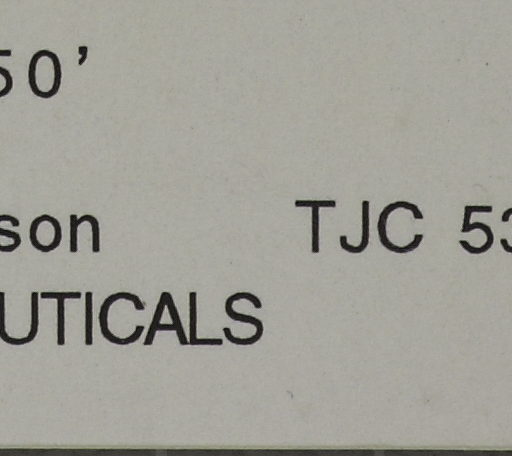 50'
son TJC 53
UTICALS